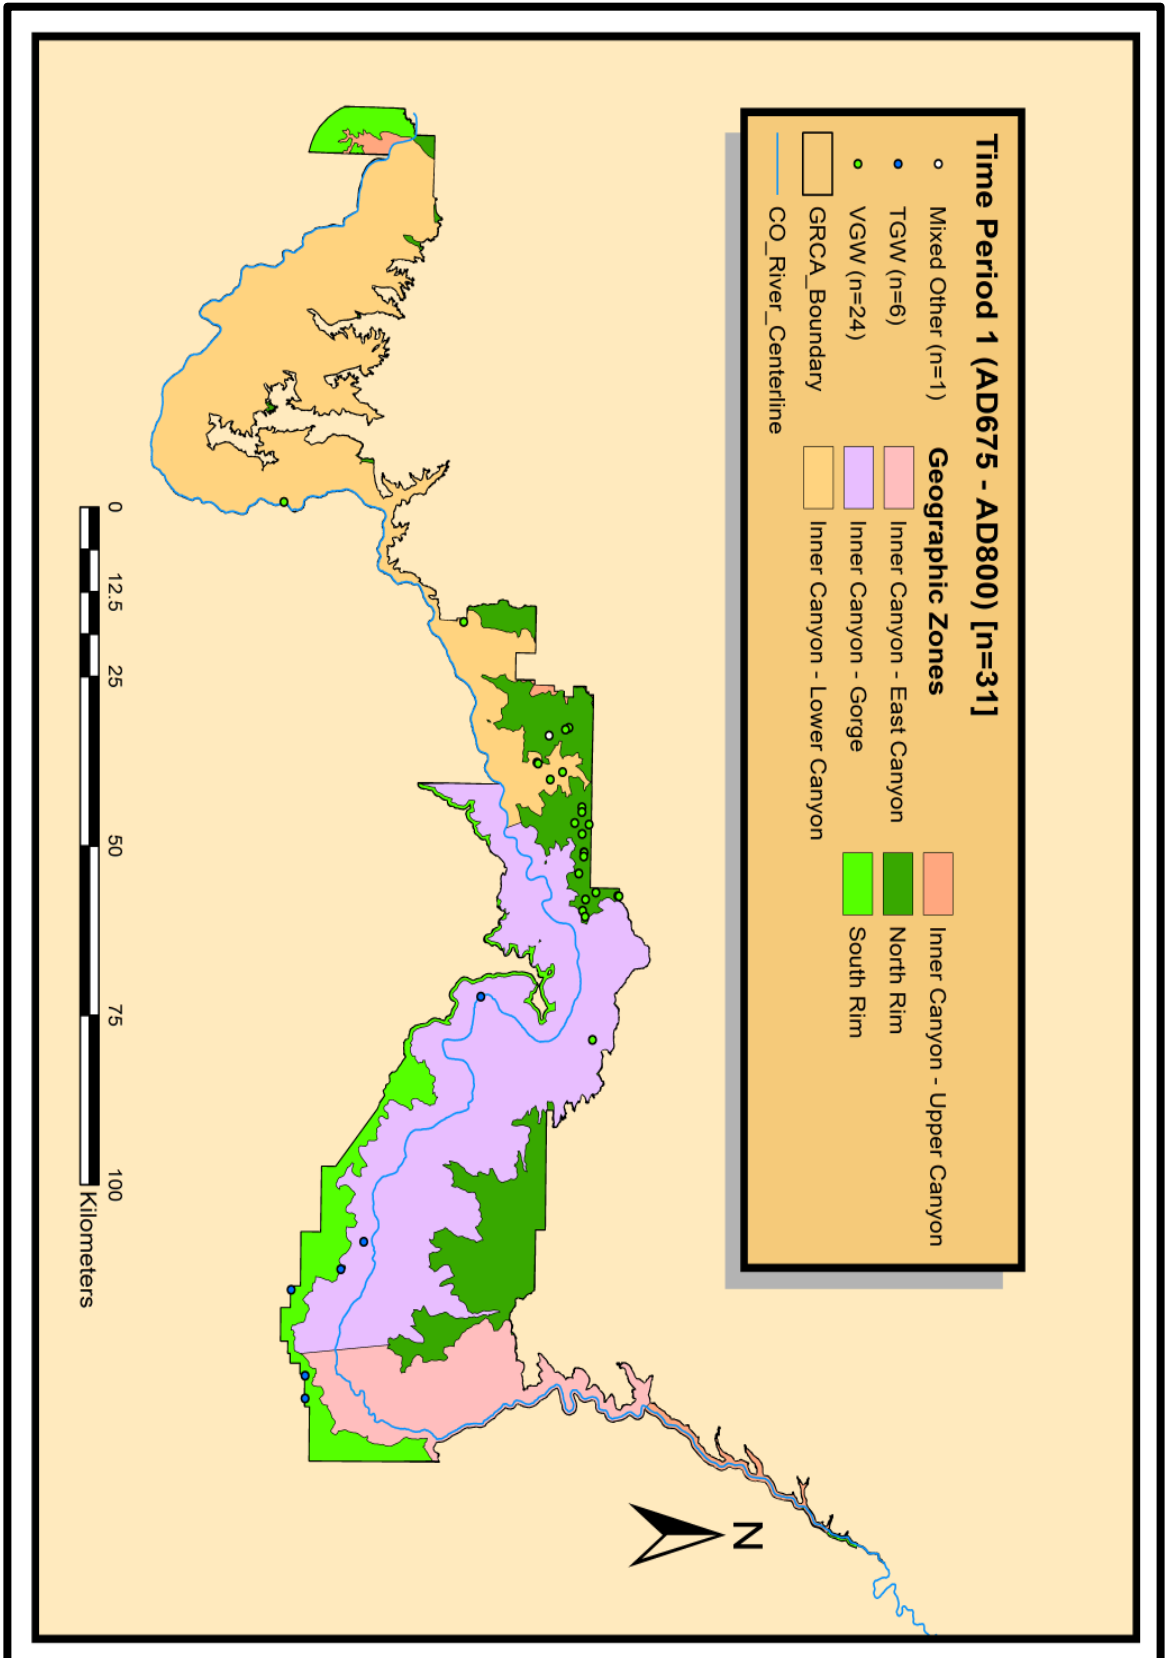 Time Period 1 (AD675 - AD800) [n=31]
Mixed Other (n=1)
TGW (n=6)
VGW (n=24)
GRCA_Boundary
CO_River_Centerline
Geographic Zones
Inner Canyon - East Canyon
Inner Canyon - Gorge
Inner Canyon - Lower Canyon
Inner Canyon - Upper Canyon
North Rim
South Rim
N
0 12.5 25 50 75 100
Kilometers